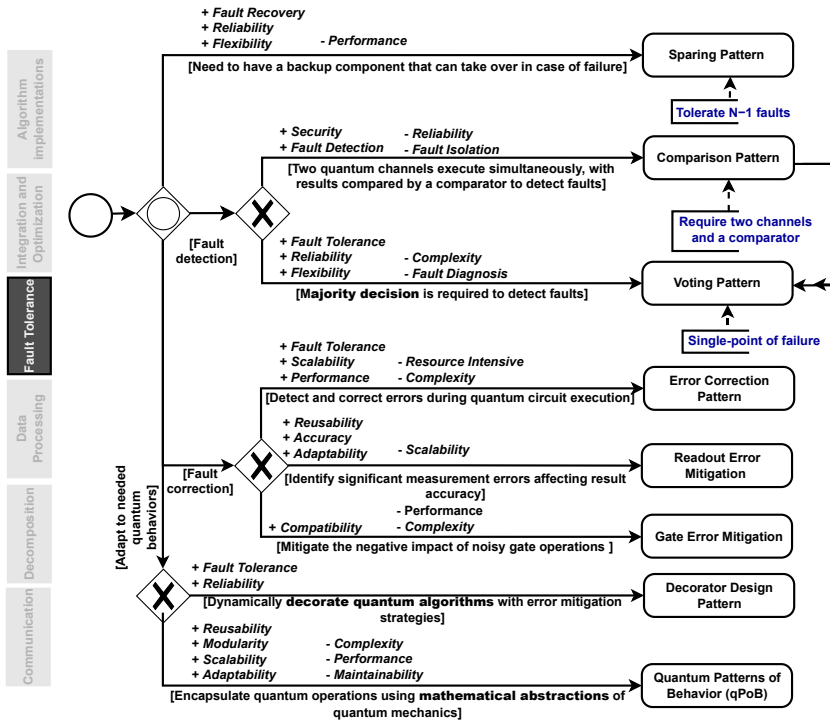 Algorithm
implementations
Integration and
Optimization
Fault Tolerance
Data
Processing
Decomposition
Communication
+ Fault Recovery
+ Reliability
+ Flexibility
- Performance
[Need to have a backup component that can take over in case of failure]
Sparing Pattern
Tolerate N−1 faults
+ Security
+ Fault Detection
- Reliability
- Fault Isolation
[Two quantum channels execute simultaneously, with
results compared by a comparator to detect faults]
Comparison Pattern
Require two channels
and a comparator
[Fault
detection]
+ Fault Tolerance
+ Reliability
+ Flexibility
- Complexity
- Fault Diagnosis
[Majority decision is required to detect faults]
Voting Pattern
Single-point of failure
+ Fault Tolerance
+ Scalability
+ Performance
- Resource Intensive
- Complexity
[Detect and correct errors during quantum circuit execution]
Error Correction
Pattern
[Fault
correction]
+ Reusability
+ Accuracy
+ Adaptability
- Scalability
[Identify significant measurement errors affecting result
accuracy]
Readout Error
Mitigation
- Performance
+ Compatibility
- Complexity
[Mitigate the negative impact of noisy gate operations ]
Gate Error Mitigation
[Adapt to needed
quantum
behaviors]
+ Fault Tolerance
+ Reliability
[Dynamically decorate quantum algorithms with error mitigation
strategies]
Decorator Design
Pattern
+ Reusability
+ Modularity
+ Scalability
+ Adaptability
- Complexity
- Performance
- Maintainability
[Encapsulate quantum operations using mathematical abstractions of
quantum mechanics]
Quantum Patterns of
Behavior (qPoB)